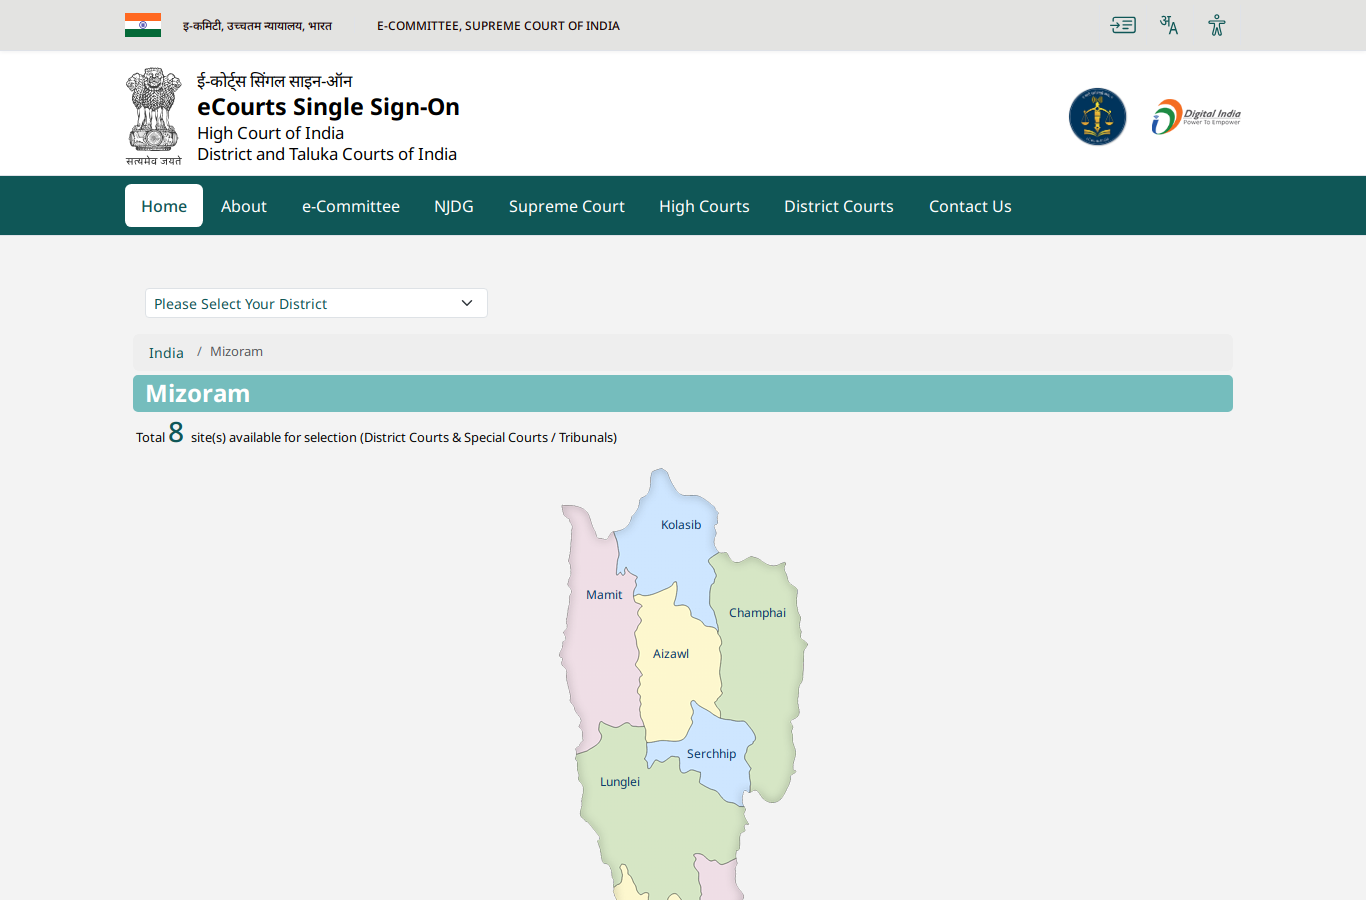 इ-कमिटी, उच्चतम न्यायालय, भारत
E-COMMITTEE, SUPREME COURT OF INDIA
अ
A
ई-कोर्ट्स सिंगल साइन-ऑन
eCourts Single Sign-On
High Court of India
District and Taluka Courts of India
सत्यमेव जयते
Digital India
Power To Empower
Home
About
e-Committee
NJDG
Supreme Court
High Courts
District Courts
Contact Us
Please Select Your District
India / Mizoram
Mizoram
Total 8 site(s) available for selection (District Courts & Special Courts / Tribunals)
Kolasib
Mamit
Champhai
Aizawl
Serchhip
Lunglei